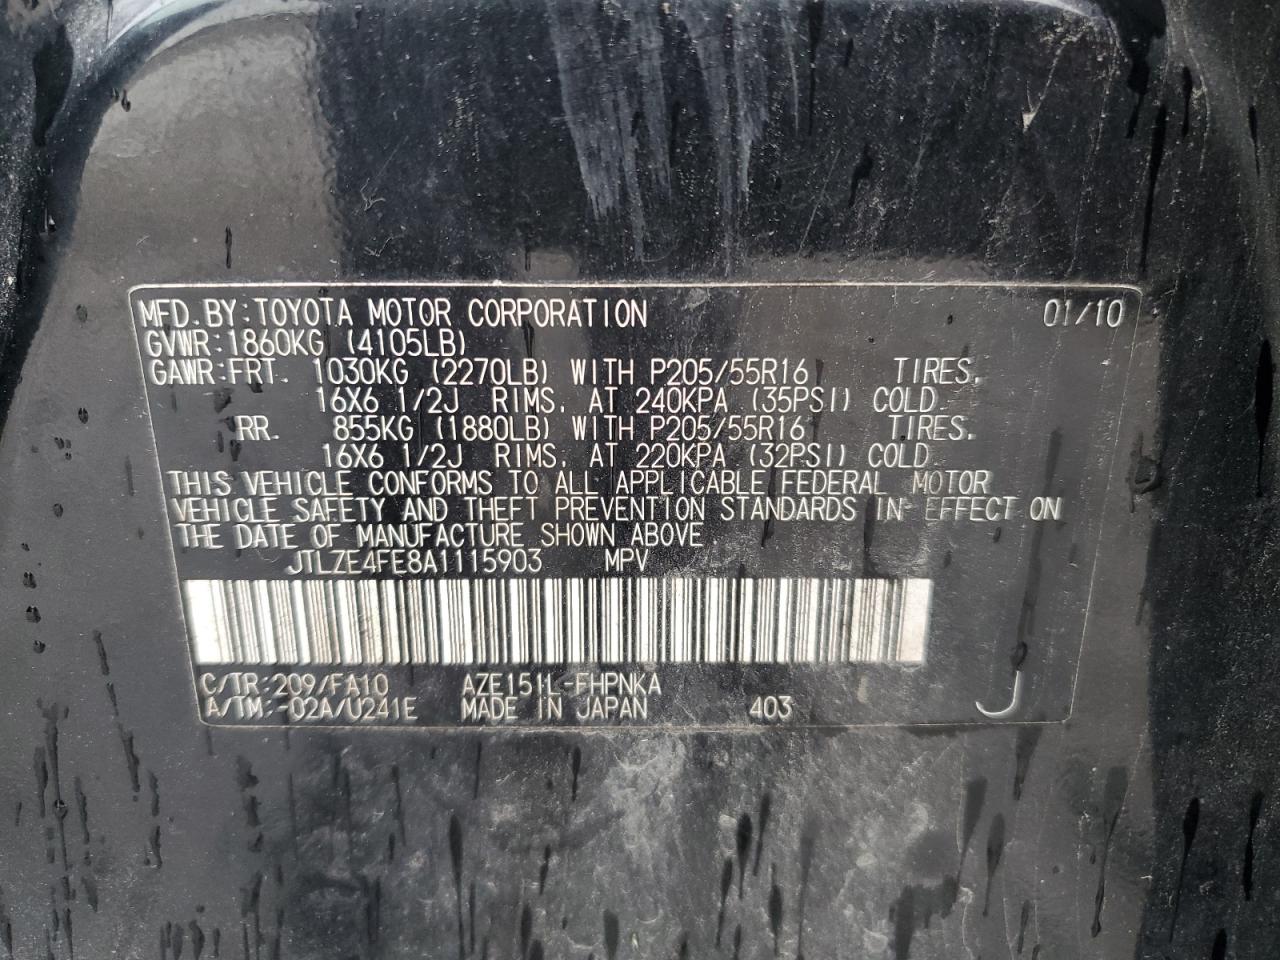 MFD. BY: TOYOTA MOTOR CORPORATION 01/10
GVWR: 1860KG (4105LB)
GAWR: FRT. 1030KG (2270LB) WITH P205/55R16 TIRES,
16X6 1/2J RIMS, AT 240KPA (35PSI) COLD
RR. 855KG (1880LB) WITH P205/55R16 TIRES,
16X6 1/2J RIMS, AT 220KPA (32PSI) COLD
THIS VEHICLE CONFORMS TO ALL APPLICABLE FEDERAL MOTOR
VEHICLE SAFETY AND THEFT PREVENTION STANDARDS IN EFFECT ON
THE DATE OF MANUFACTURE SHOWN ABOVE.
JTLZE4FE8A1115903 MPV
C/TR: 209/FA10 AZE151L-FHPNKA
A/TM: -02A/U241E MADE IN JAPAN 403 J